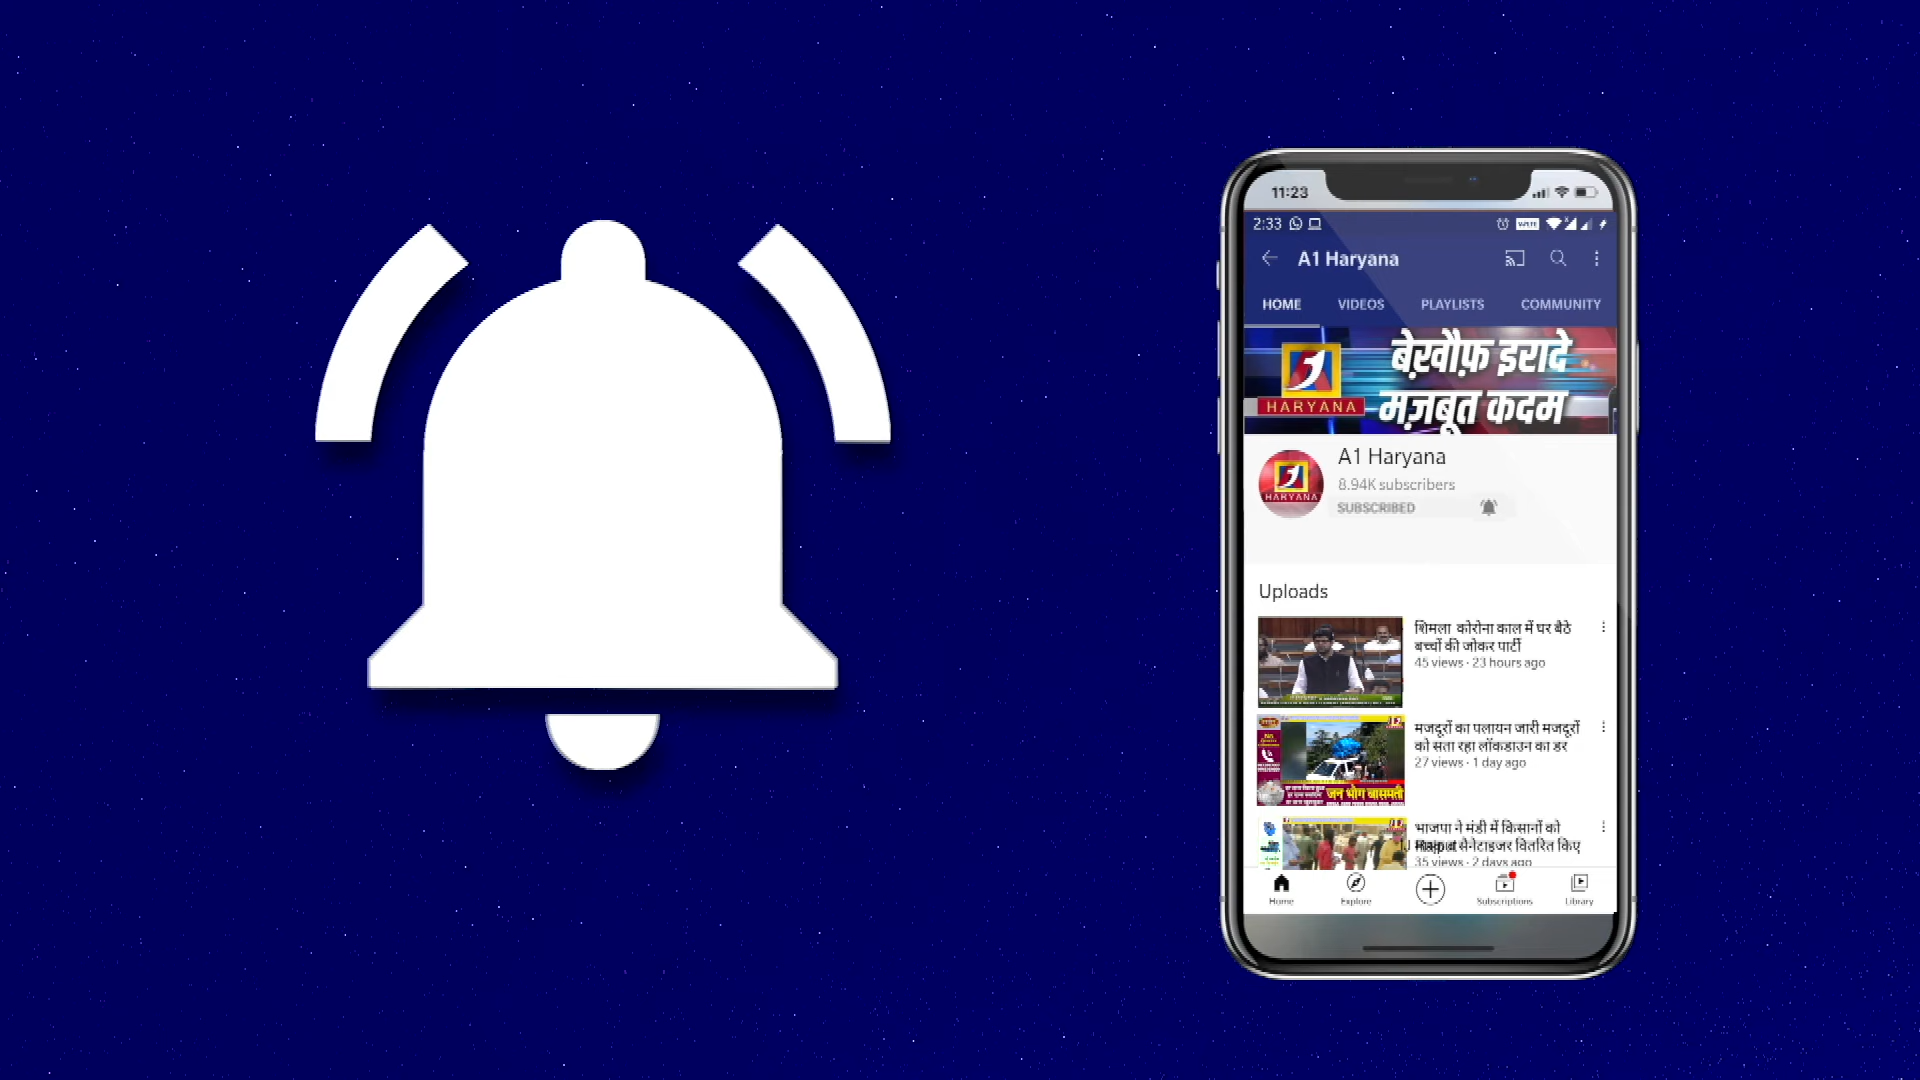 11:23
2:33
A1 Haryana
HOME VIDEOS PLAYLISTS COMMUNITY
बेख़ौफ़ इरादे
मज़बूत कदम
HARYANA
A1 Haryana
8.94K subscribers
SUBSCRIBED
HARYANA
Uploads
शिमला कोरोना काल में घर बैठे
बच्चों की जोकर पार्टी
45 views · 23 hours ago
मजदूरों का पलायन जारी मजदूरों
को सता रहा लॉकडाउन का डर
27 views · 1 day ago
जन भोग बासमती
भाजपा ने मंडी में किसानों को
सेनेटाइजर वितरित किए
35 views · 2 days ago
Home Explore Subscriptions Library